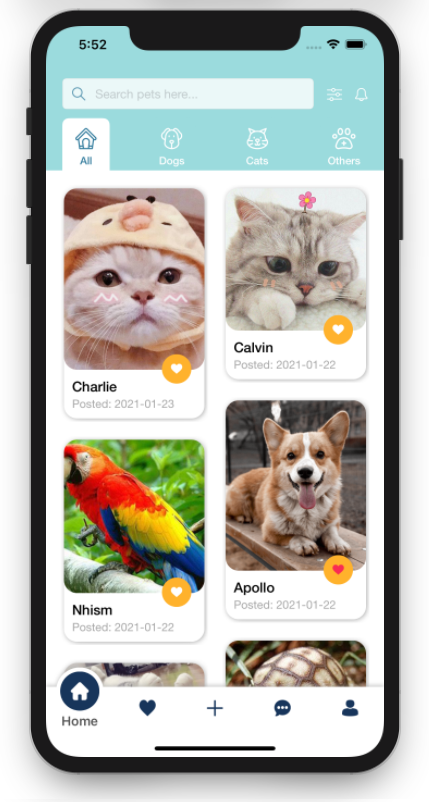 5:52
Search pets here...
All
Dogs
Cats
Others
Charlie
Posted: 2021-01-23
Calvin
Posted: 2021-01-22
Nhism
Posted: 2021-01-22
Apollo
Posted: 2021-01-22
Home